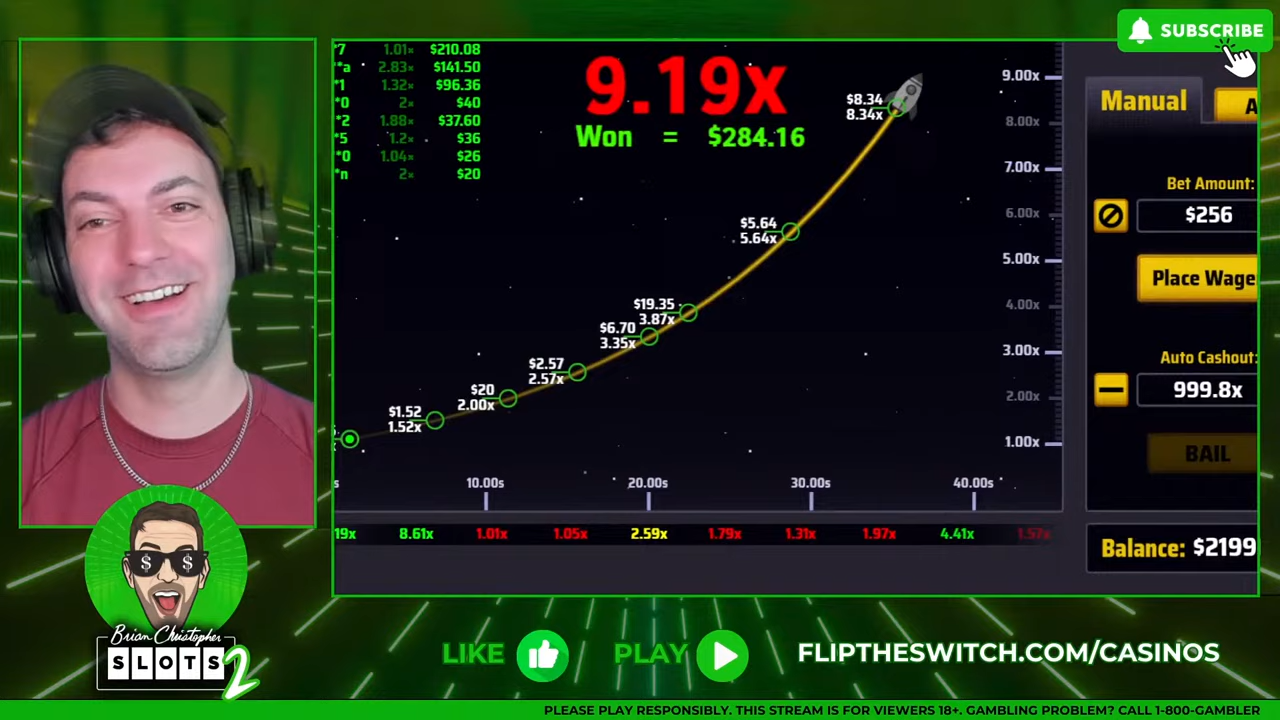 SUBSCRIBE
*7 1.01x $210.08
*a 2.83x $141.50
*1 1.32x $96.36
*0 2x $40
*2 1.88x $37.60
*5 1.2x $36
*0 1.04x $26
*n 2x $20
9.19x
Won = $284.16
$8.34
8.34x
$5.64
5.64x
$19.35
3.87x
$6.70
3.35x
$2.57
2.57x
$20
2.00x
$1.52
1.52x
9.00x
8.00x
7.00x
6.00x
5.00x
4.00x
3.00x
2.00x
1.00x
s 10.00s 20.00s 30.00s 40.00s
19x 8.61x 1.01x 1.05x 2.59x 1.79x 1.31x 1.97x 4.41x 1.57x
Manual A
Bet Amount:
$256
Place Wage
Auto Cashout:
999.8x
BAIL
Balance: $2199
$ $
Brian Christopher
SLOTS
2
LIKE PLAY FLIPTHESWITCH.COM/CASINOS
PLEASE PLAY RESPONSIBLY. THIS STREAM IS FOR VIEWERS 18+. GAMBLING PROBLEM? CALL 1-800-GAMBLER